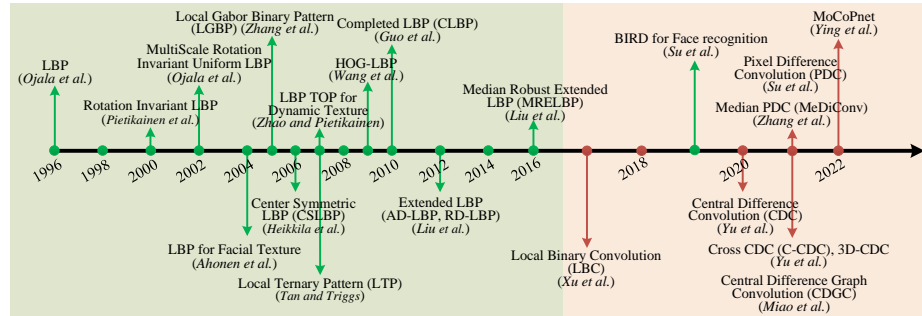 Local Gabor Binary Pattern
(LGBP) (Zhang et al.)
Completed LBP (CLBP)
(Guo et al.)
MoCoPnet
(Ying et al.)
BIRD for Face recognition
(Su et al.)
LBP
(Ojala et al.)
MultiScale Rotation
Invariant Uniform LBP
(Ojala et al.)
HOG-LBP
(Wang et al.)
Pixel Difference
Convolution (PDC)
(Su et al.)
Rotation Invariant LBP
(Pietikainen et al.)
LBP TOP for
Dynamic Texture
(Zhao and Pietikainen)
Median Robust Extended
LBP (MRELBP)
(Liu et al.)
Median PDC (MeDiConv)
(Zhang et al.)
1996
1998
2000
2002
2004
2006
2008
2010
2012
2014
2016
2018
2020
2022
Center Symmetric
LBP (CSLBP)
(Heikkila et al.)
Extended LBP
(AD-LBP, RD-LBP)
(Liu et al.)
Central Difference
Convolution (CDC)
(Yu et al.)
LBP for Facial Texture
(Ahonen et al.)
Local Binary Convolution
(LBC)
(Xu et al.)
Cross CDC (C-CDC), 3D-CDC
(Yu et al.)
Local Ternary Pattern (LTP)
(Tan and Triggs)
Central Difference Graph
Convolution (CDGC)
(Miao et al.)